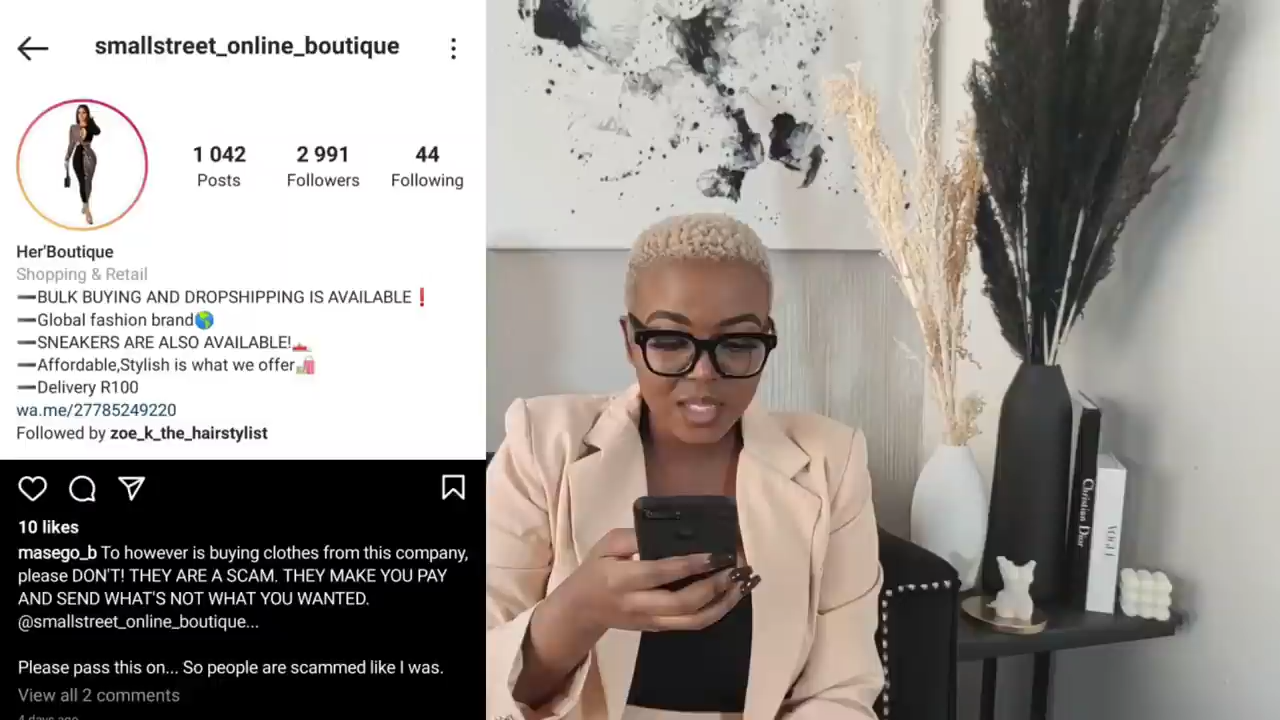 smallstreet_online_boutique
1 042
2 991
44
Posts
Followers
Following
Her'Boutique
Shopping & Retail
➖BULK BUYING AND DROPSHIPPING IS AVAILABLE❗
➖Global fashion brand🌎
➖SNEAKERS ARE ALSO AVAILABLE!👟
➖Affordable,Stylish is what we offer🛍️
➖Delivery R100
wa.me/27785249220
Followed by zoe_k_the_hairstylist
10 likes
masego_b To however is buying clothes from this company,
please DON'T! THEY ARE A SCAM. THEY MAKE YOU PAY
AND SEND WHAT'S NOT WHAT YOU WANTED.
@smallstreet_online_boutique...
Please pass this on... So people are scammed like I was.
View all 2 comments
4 days ago
Christian Dior
VOGUE